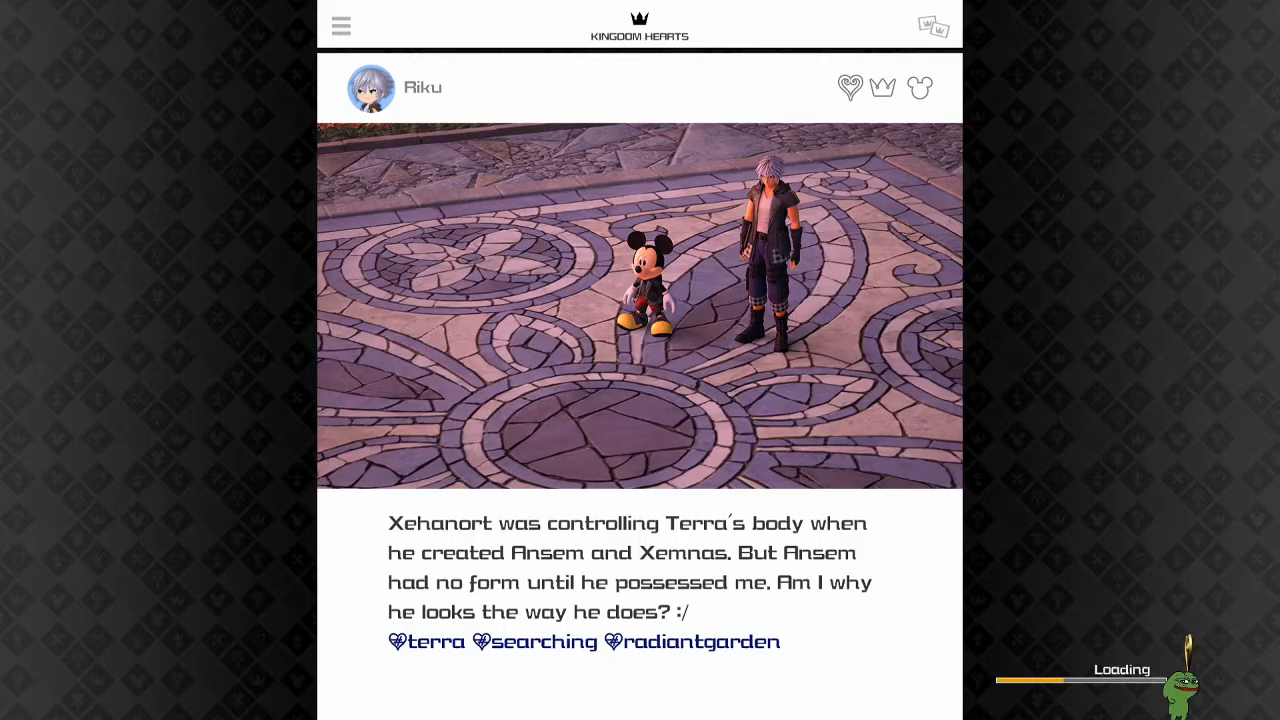 KINGDOM HEARTS
Riku
Xehanort was controlling Terra's body when
he created Ansem and Xemnas. But Ansem
had no form until he possessed me. Am I why
he looks the way he does? :/
#terra #searching #radiantgarden
Loading